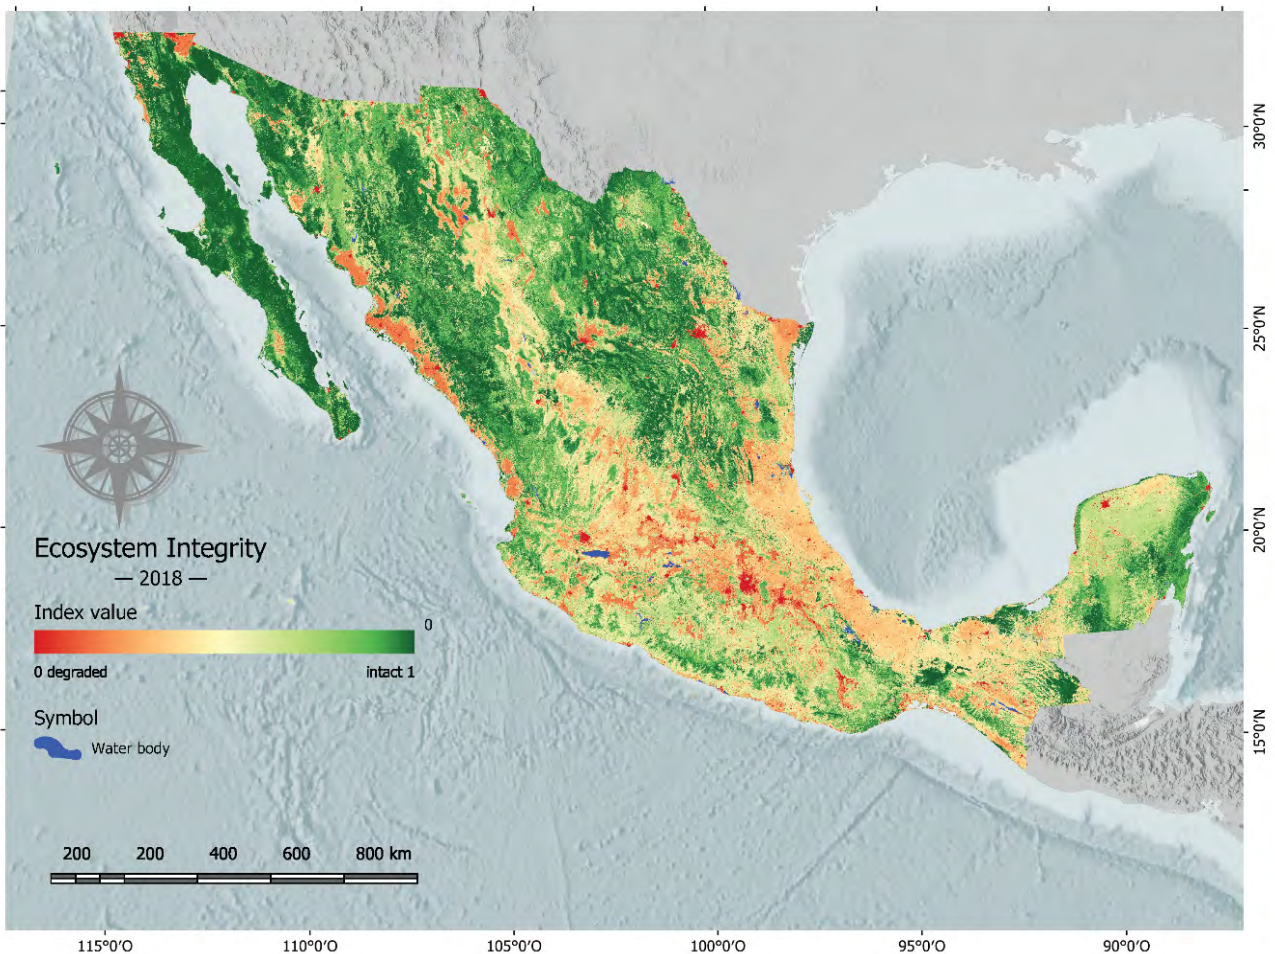 Ecosystem Integrity
— 2018 —
Index value
0
0 degraded
intact 1
Symbol
Water body
200 200 400 600 800 km
30°0'N
25°0'N
20°0'N
15°0'N
115°0'O 110°0'O 105°0'O 100°0'O 95°0'O 90°0'O